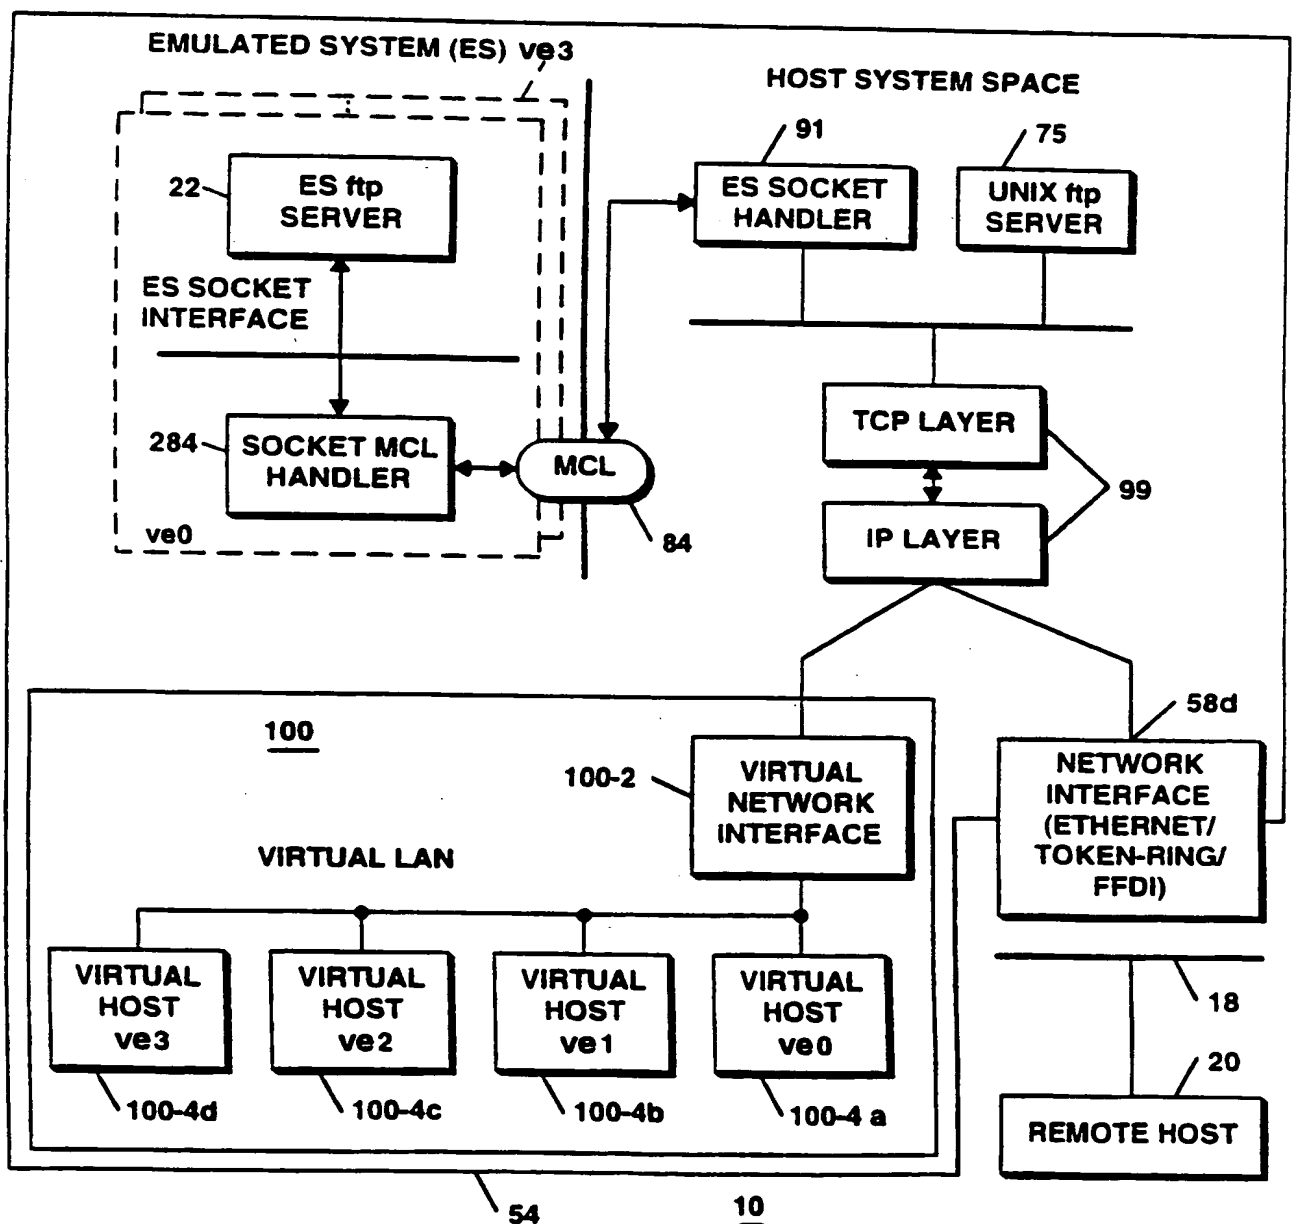 EMULATED SYSTEM (ES) ve3
HOST SYSTEM SPACE
91
75
22
ES ftp
SERVER
ES SOCKET
HANDLER
UNIX ftp
SERVER
ES SOCKET
INTERFACE
284
SOCKET MCL
HANDLER
MCL
TCP LAYER
99
IP LAYER
ve0
84
100
58d
100-2
VIRTUAL
NETWORK
INTERFACE
NETWORK
INTERFACE
(ETHERNET/
TOKEN-RING/
FFDI)
VIRTUAL LAN
VIRTUAL
HOST
ve3
VIRTUAL
HOST
ve2
VIRTUAL
HOST
ve1
VIRTUAL
HOST
ve0
18
20
100-4d
100-4c
100-4b
100-4 a
REMOTE HOST
54
10